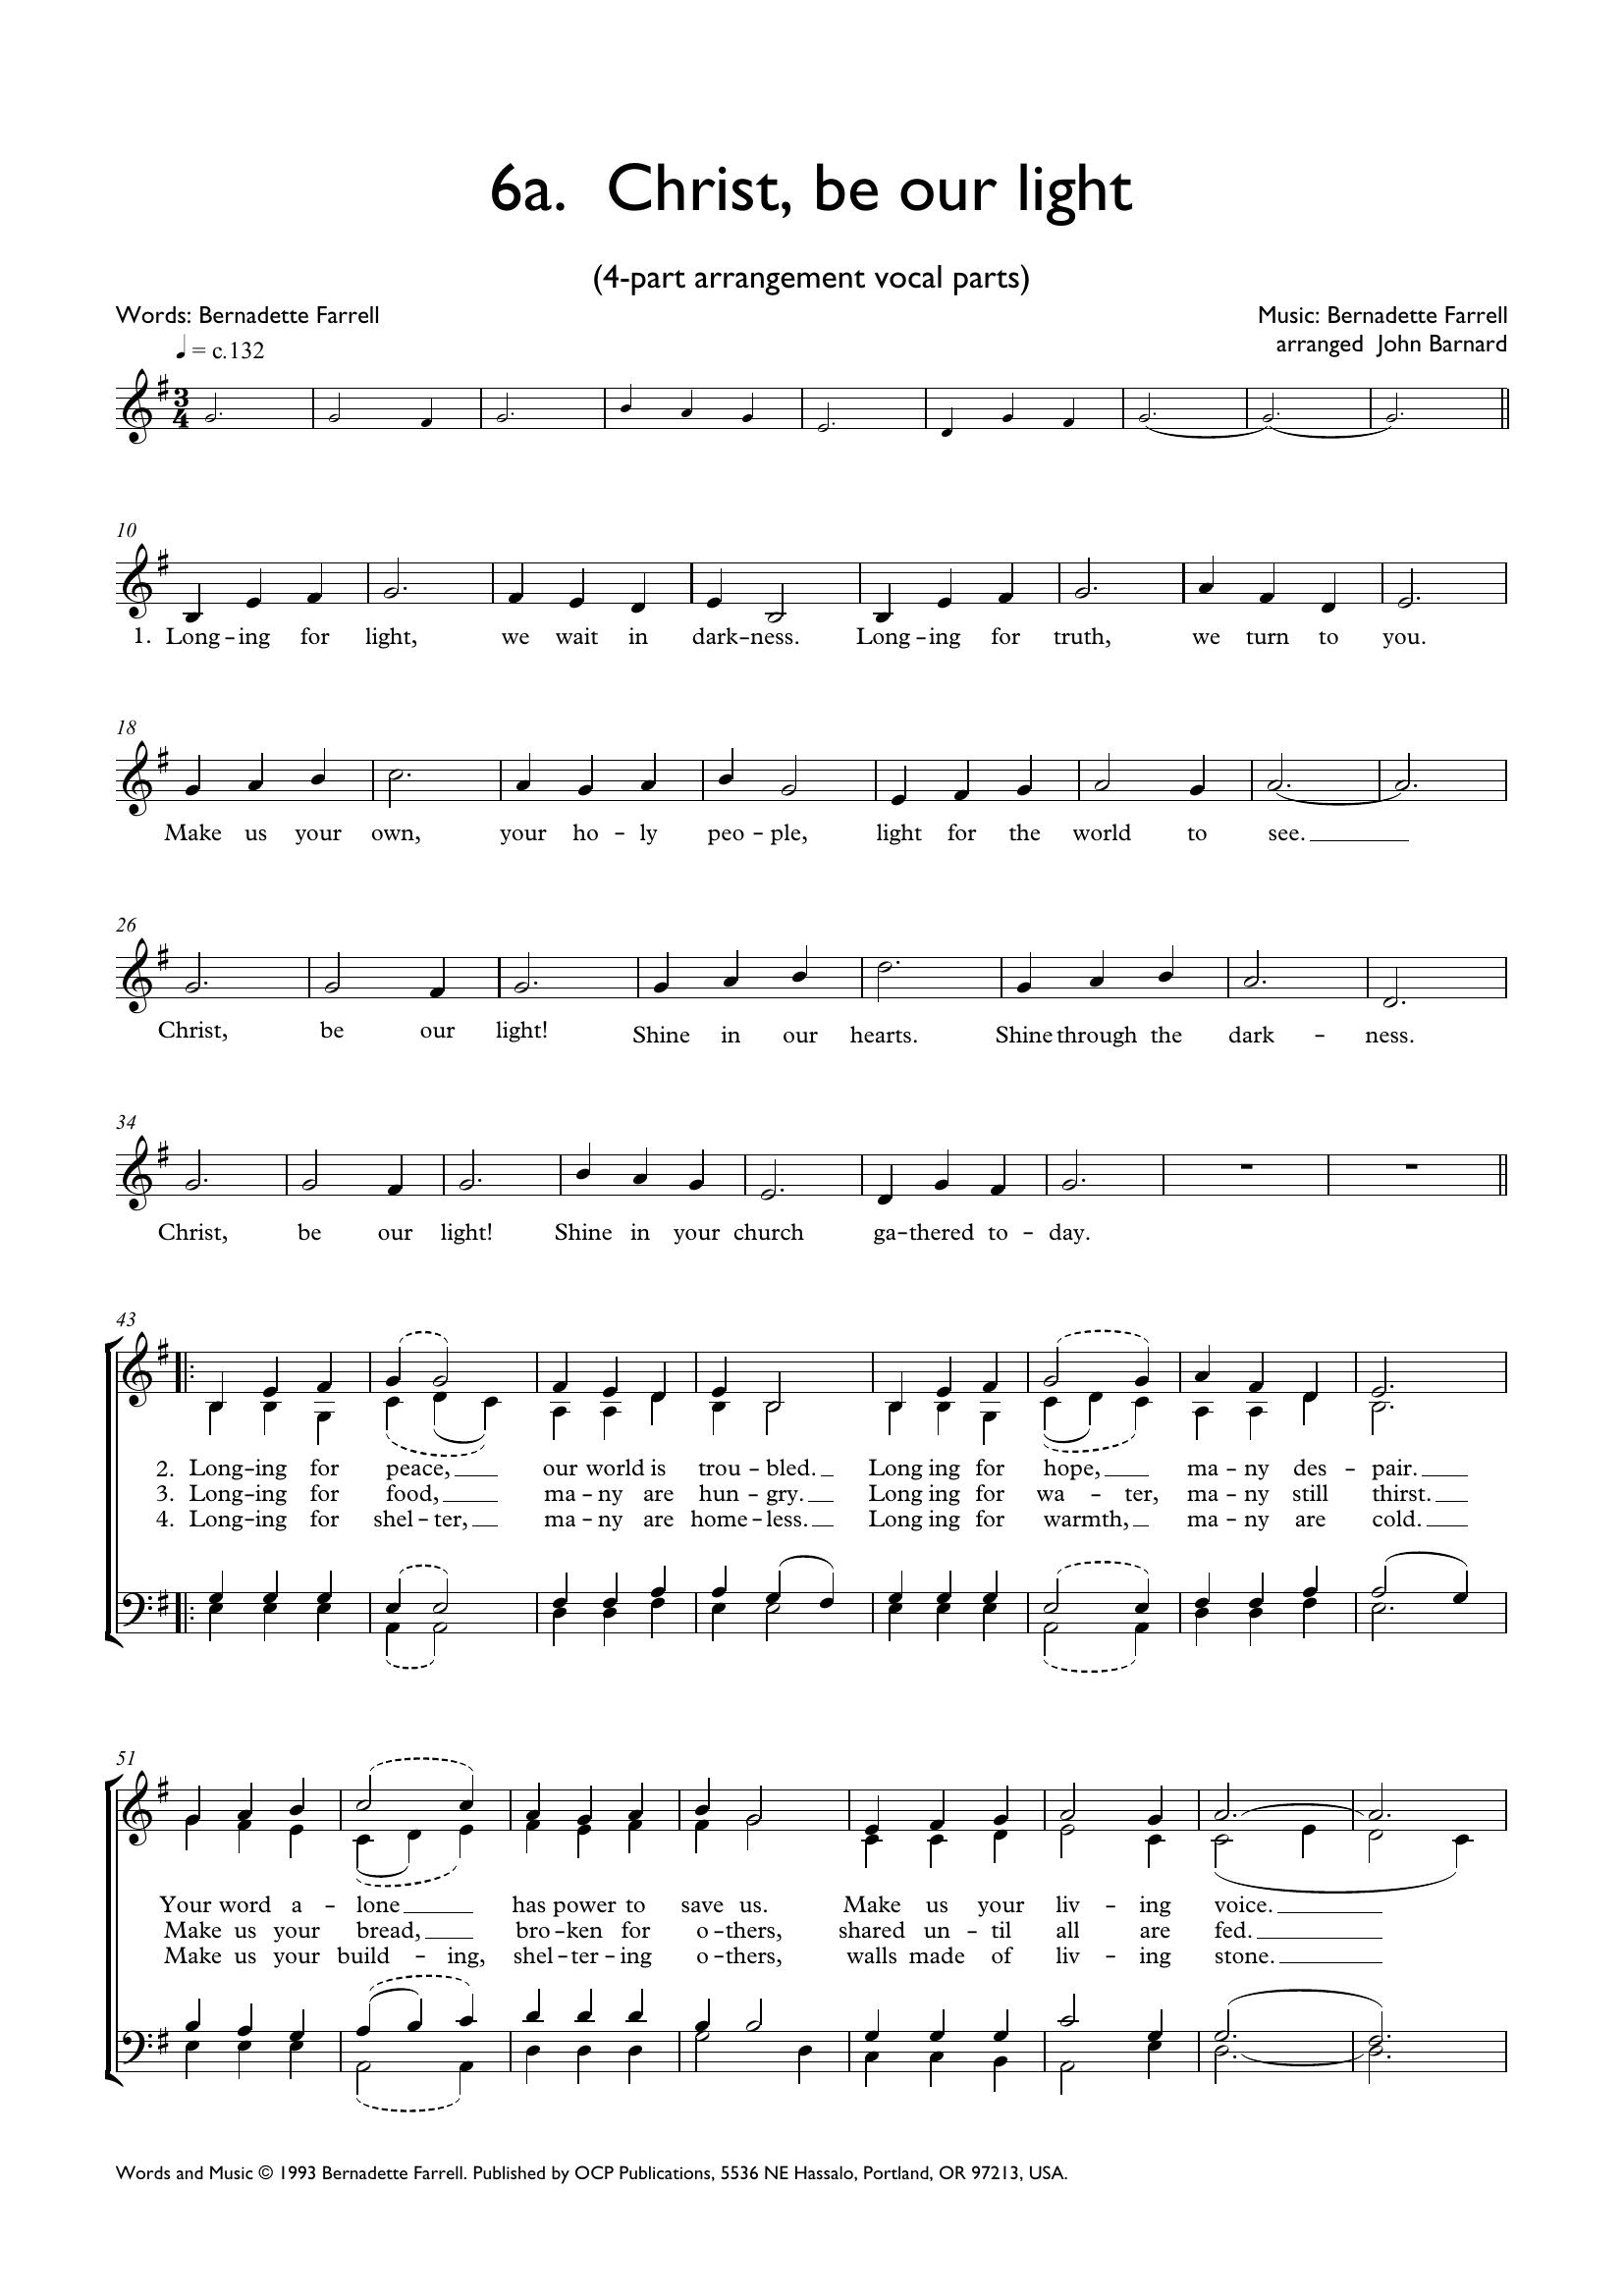 6a. Christ, be our light
(4-part arrangement vocal parts)
Words: Bernadette Farrell
Music: Bernadette Farrell
arranged John Barnard
= c.132
3
4
10
1. Long – ing for light, we wait in dark–ness. Long – ing for truth, we turn to you.
18
Make us your own, your ho – ly peo – ple, light for the world to see.
26
Christ, be our light! Shine in our hearts. Shine through the dark – ness.
34
Christ, be our light! Shine in your church ga–thered to – day.
43
2. Long–ing for peace, our world is trou – bled. Long ing for hope, ma – ny des – pair.
3. Long–ing for food, ma – ny are hun – gry. Long ing for wa – ter, ma – ny still thirst.
4. Long–ing for shel – ter, ma – ny are home – less. Long ing for warmth, ma – ny are cold.
51
Your word a – lone has power to save us. Make us your liv – ing voice.
Make us your bread, bro – ken for o – thers, shared un – til all are fed.
Make us your build – ing, shel – ter – ing o – thers, walls made of liv – ing stone.
Words and Music © 1993 Bernadette Farrell. Published by OCP Publications, 5536 NE Hassalo, Portland, OR 97213, USA.